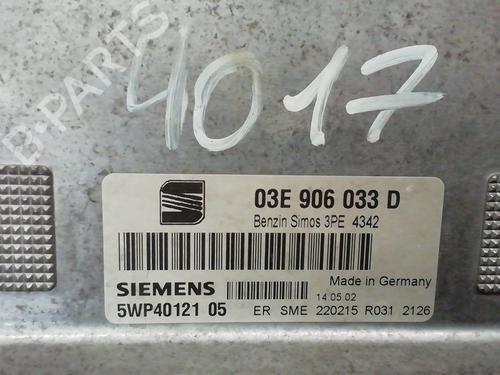 B-PARTS
4017
03E 906 033 D
Benzin Simos 3PE 4342
SIEMENS
Made in Germany
14.05.02
5WP40121 05
ER SME 220215 R031 2126